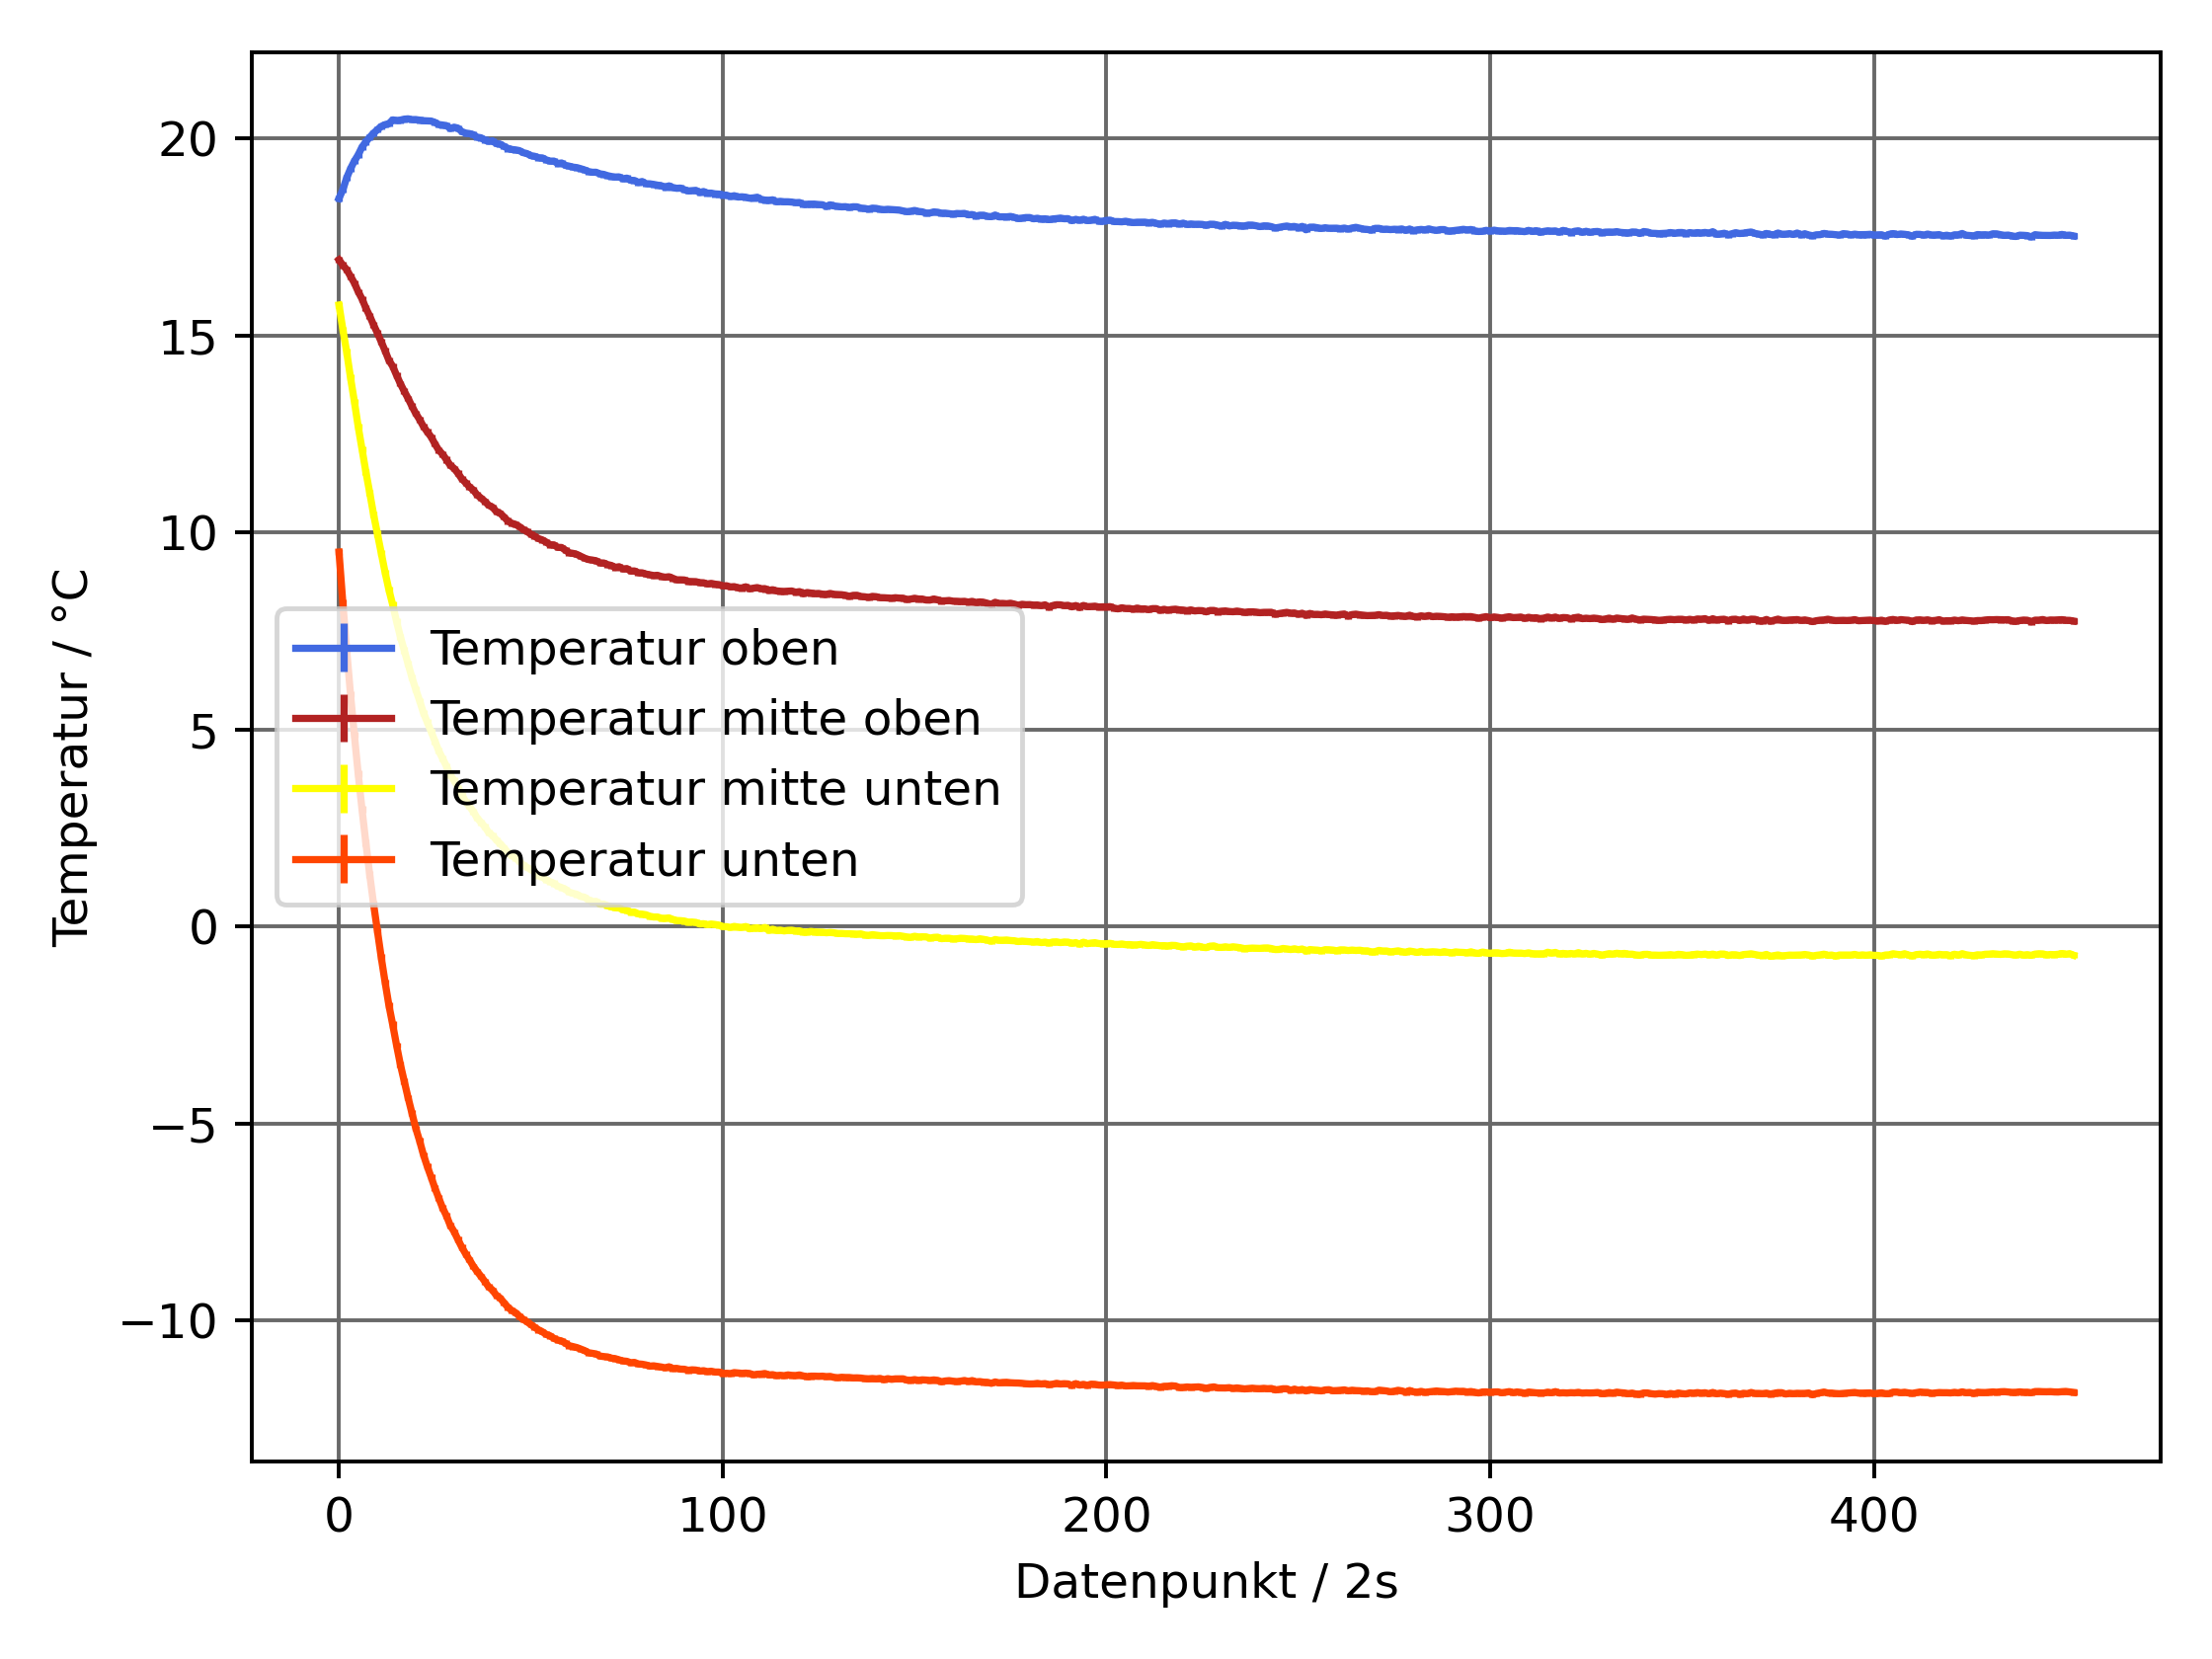 Temperatur / °C
20
15
10
5
0
−5
−10
Temperatur oben
Temperatur mitte oben
Temperatur mitte unten
Temperatur unten
0 100 200 300 400
Datenpunkt / 2s